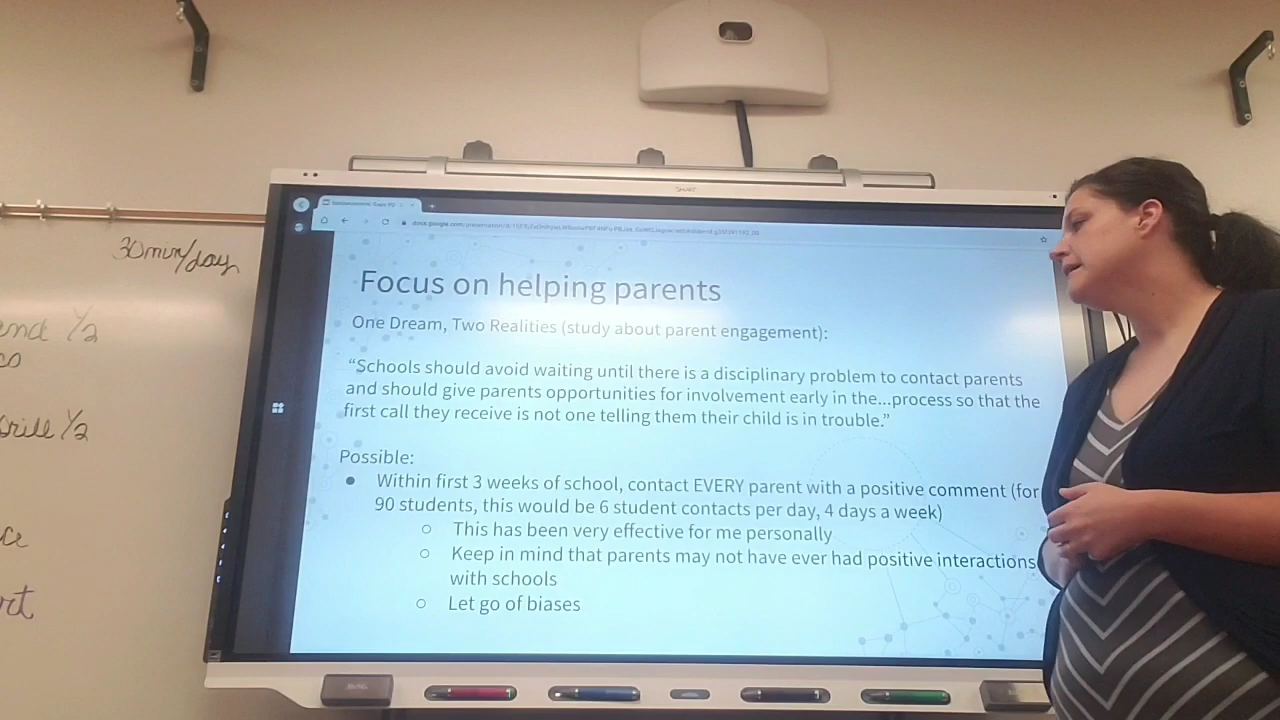 SMART
30min/day
1/2
Focus on helping parents
One Dream, Two Realities (study about parent engagement):
“Schools should avoid waiting until there is a disciplinary problem to contact parents
and should give parents opportunities for involvement early in the...process so that the
first call they receive is not one telling them their child is in trouble.”
Possible:
Within first 3 weeks of school, contact EVERY parent with a positive comment (for
90 students, this would be 6 student contacts per day, 4 days a week)
This has been very effective for me personally
Keep in mind that parents may not have ever had positive interactions
with schools
Let go of biases
1/2